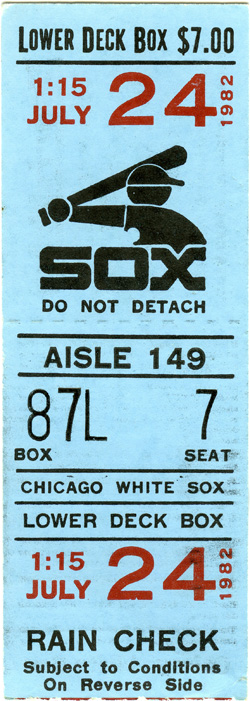 LOWER DECK BOX $7.00
1:15
JULY 24 1982
SOX
DO NOT DETACH
AISLE 149
87L 7
BOX SEAT
CHICAGO WHITE SOX
LOWER DECK BOX
1:15
JULY 24 1982
RAIN CHECK
Subject to Conditions
On Reverse Side